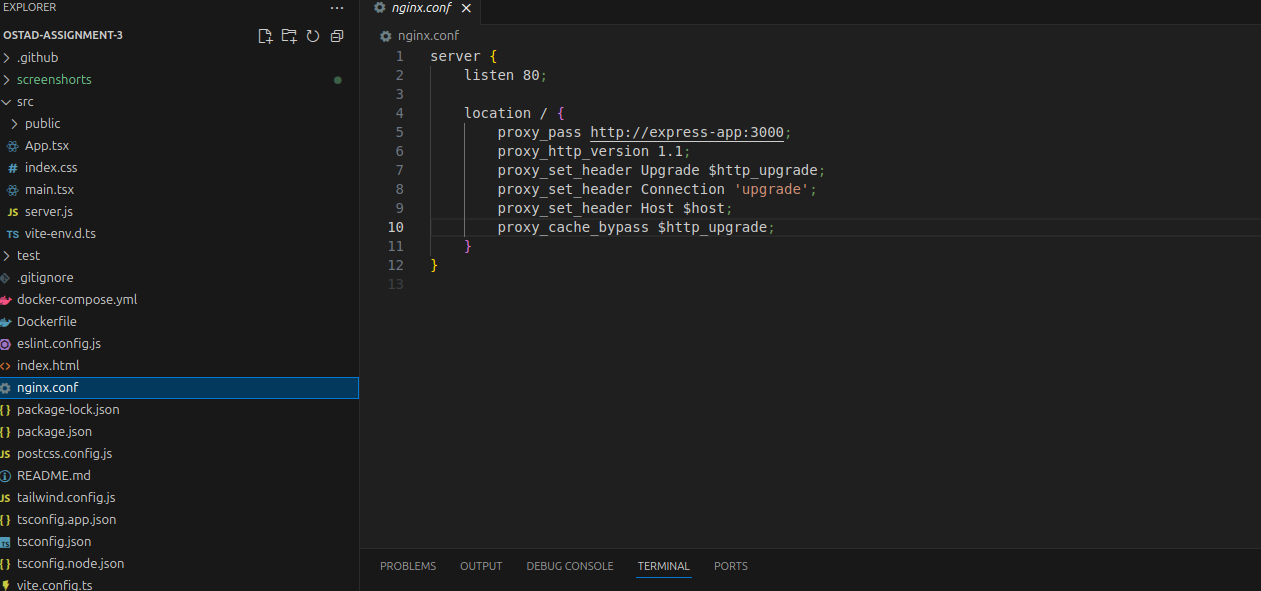 EXPLORER
OSTAD-ASSIGNMENT-3
.github
screenshorts
src
public
App.tsx
# index.css
main.tsx
JS server.js
TS vite-env.d.ts
test
.gitignore
docker-compose.yml
Dockerfile
eslint.config.js
<> index.html
nginx.conf
{} package-lock.json
{} package.json
JS postcss.config.js
README.md
JS tailwind.config.js
{} tsconfig.app.json
TS tsconfig.json
{} tsconfig.node.json
vite.config.ts
nginx.conf
nginx.conf
1 server {
2 listen 80;
3
4 location / {
5 proxy_pass http://express-app:3000;
6 proxy_http_version 1.1;
7 proxy_set_header Upgrade $http_upgrade;
8 proxy_set_header Connection 'upgrade';
9 proxy_set_header Host $host;
10 proxy_cache_bypass $http_upgrade;
11 }
12 }
13
PROBLEMS OUTPUT DEBUG CONSOLE TERMINAL PORTS